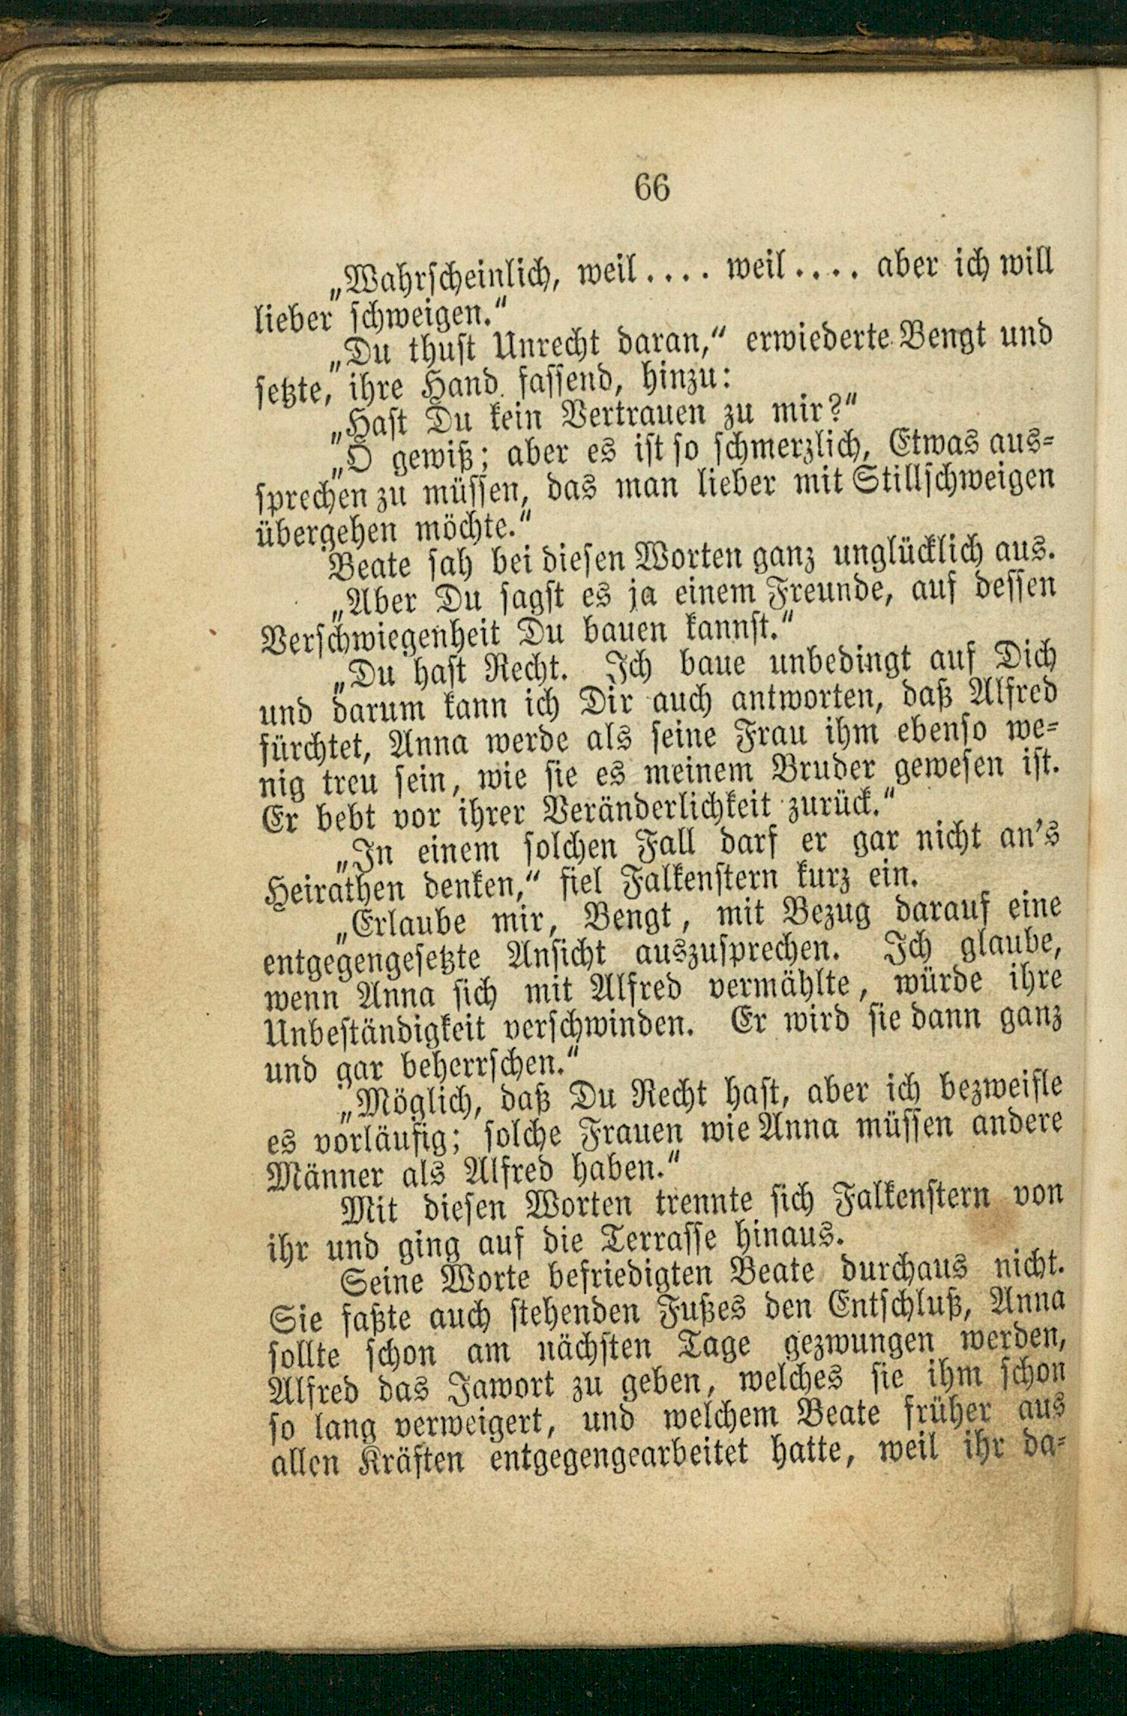 66
„Wahrscheinlich, weil.... weil.... aber ich will
lieber schweigen.“
„Du thust Unrecht daran,“ erwiederte Bengt und
setzte, ihre Hand fassend, hinzu:
„Hast Du kein Vertrauen zu mir?“
„O gewiß; aber es ist so schmerzlich, Etwas aus-
sprechen zu müssen, das man lieber mit Stillschweigen
übergehen möchte.“
Beate sah bei diesen Worten ganz unglücklich aus.
„Aber Du sagst es ja einem Freunde, auf dessen
Verschwiegenheit Du bauen kannst.“
„Du hast Recht. Ich baue unbedingt auf Dich
und darum kann ich Dir auch antworten, daß Alfred
fürchtet, Anna werde als seine Frau ihm ebenso we-
nig treu sein, wie sie es meinem Bruder gewesen ist.
Er bebt vor ihrer Veränderlichkeit zurück.“
„In einem solchen Fall darf er gar nicht an’s
Heirathen denken,“ fiel Falkenstern kurz ein.
„Erlaube mir, Bengt, mit Bezug darauf eine
entgegengesetzte Ansicht auszusprechen. Ich glaube,
wenn Anna sich mit Alfred vermählte, würde ihre
Unbeständigkeit verschwinden. Er wird sie dann ganz
und gar beherrschen.“
„Möglich, daß Du Recht hast, aber ich bezweifle
es vorläufig; solche Frauen wie Anna müssen andere
Männer als Alfred haben.“
Mit diesen Worten trennte sich Falkenstern von
ihr und ging auf die Terrasse hinaus.
Seine Worte befriedigten Beate durchaus nicht.
Sie faßte auch stehenden Fußes den Entschluß, Anna
sollte schon am nächsten Tage gezwungen werden,
Alfred das Jawort zu geben, welches sie ihm schon
so lang verweigert, und welchem Beate früher aus
allen Kräften entgegengearbeitet hatte, weil ihr da-